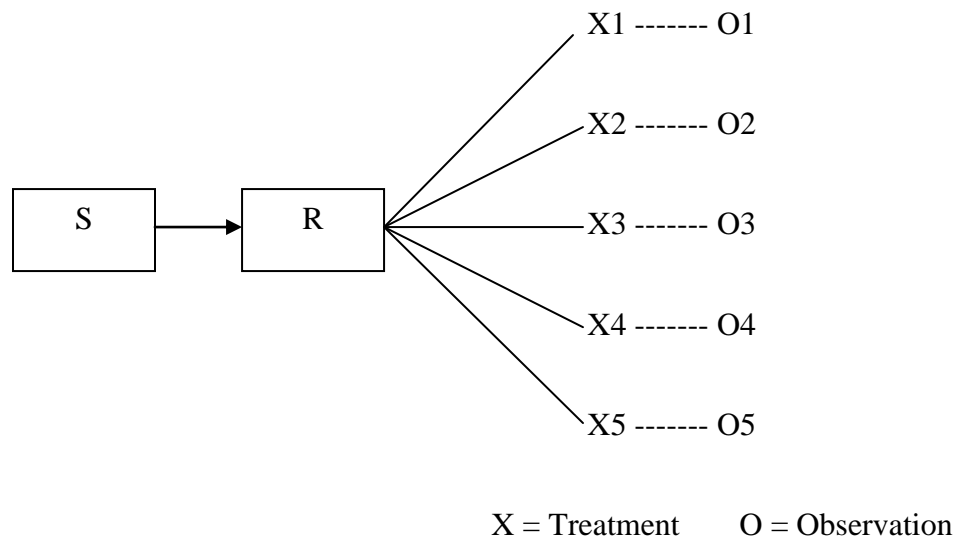 X1 ------- O1
X2 ------- O2
S R X3 ------- O3
X4 ------- O4
X5 ------- O5
X = Treatment O = Observation